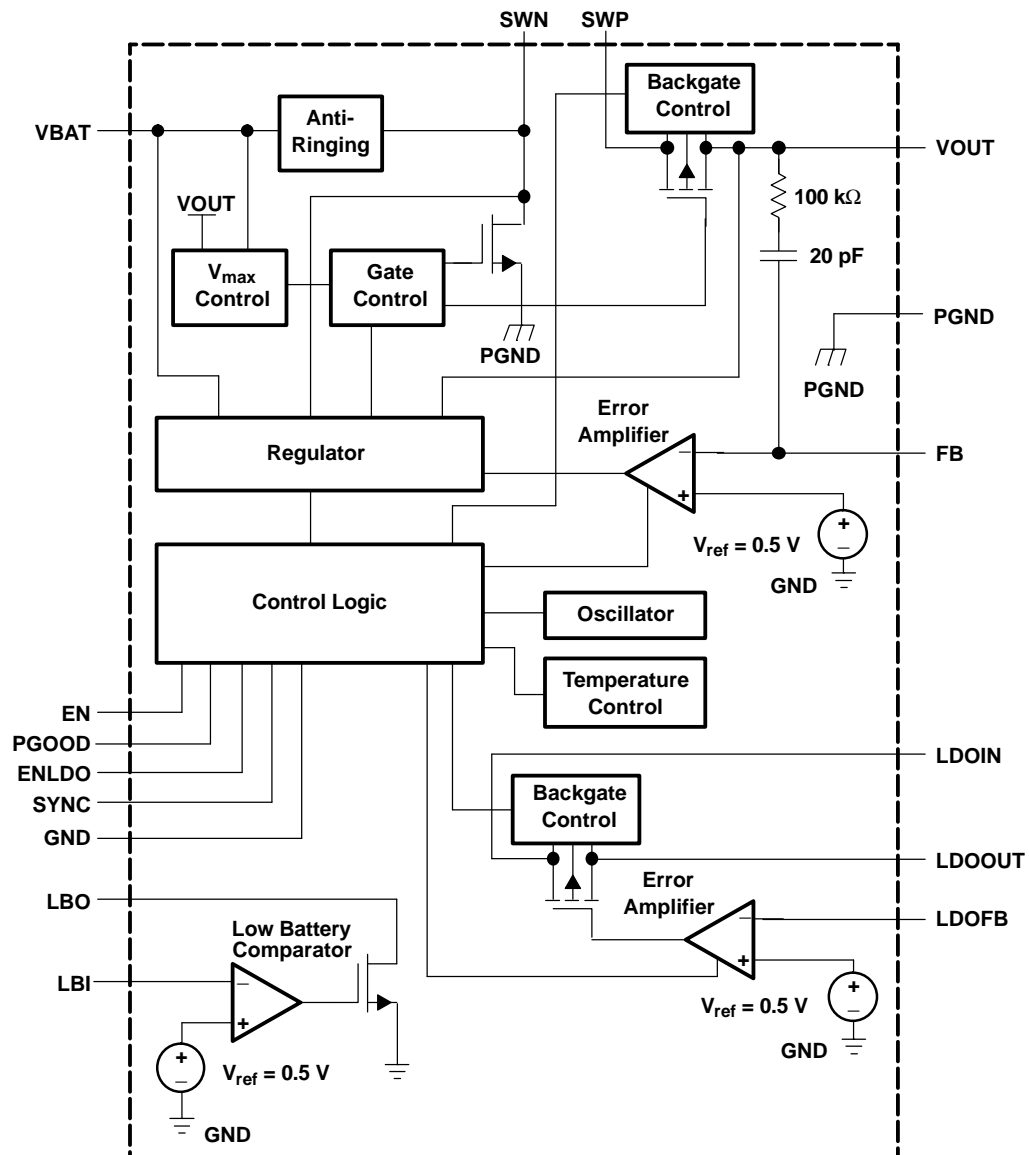 SWN SWP
Backgate
Control
Anti-
Ringing
VBAT
VOUT
VOUT
100 kΩ
20 pF
Vmax
Control
Gate
Control
PGND
PGND
PGND
Error
Amplifier
Regulator
−
+
FB
+
−
Vref = 0.5 V
GND
Control Logic
Oscillator
Temperature
Control
EN
PGOOD
ENLDO
SYNC
GND
LDOIN
Backgate
Control
LDOOUT
LBO
Error
Amplifier
LDOFB
−
+
Low Battery
Comparator
LBI
−
+
+
−
Vref = 0.5 V
GND
+
−
Vref = 0.5 V
GND